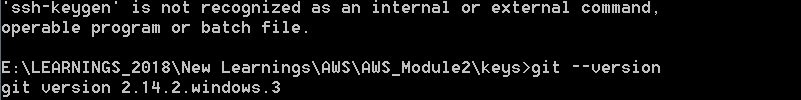 'ssh-keygen' is not recognized as an internal or external command,
operable program or batch file.
E:\LEARNINGS_2018\New Learnings\AWS\AWS_Module2\keys>git --version
git version 2.14.2.windows.3